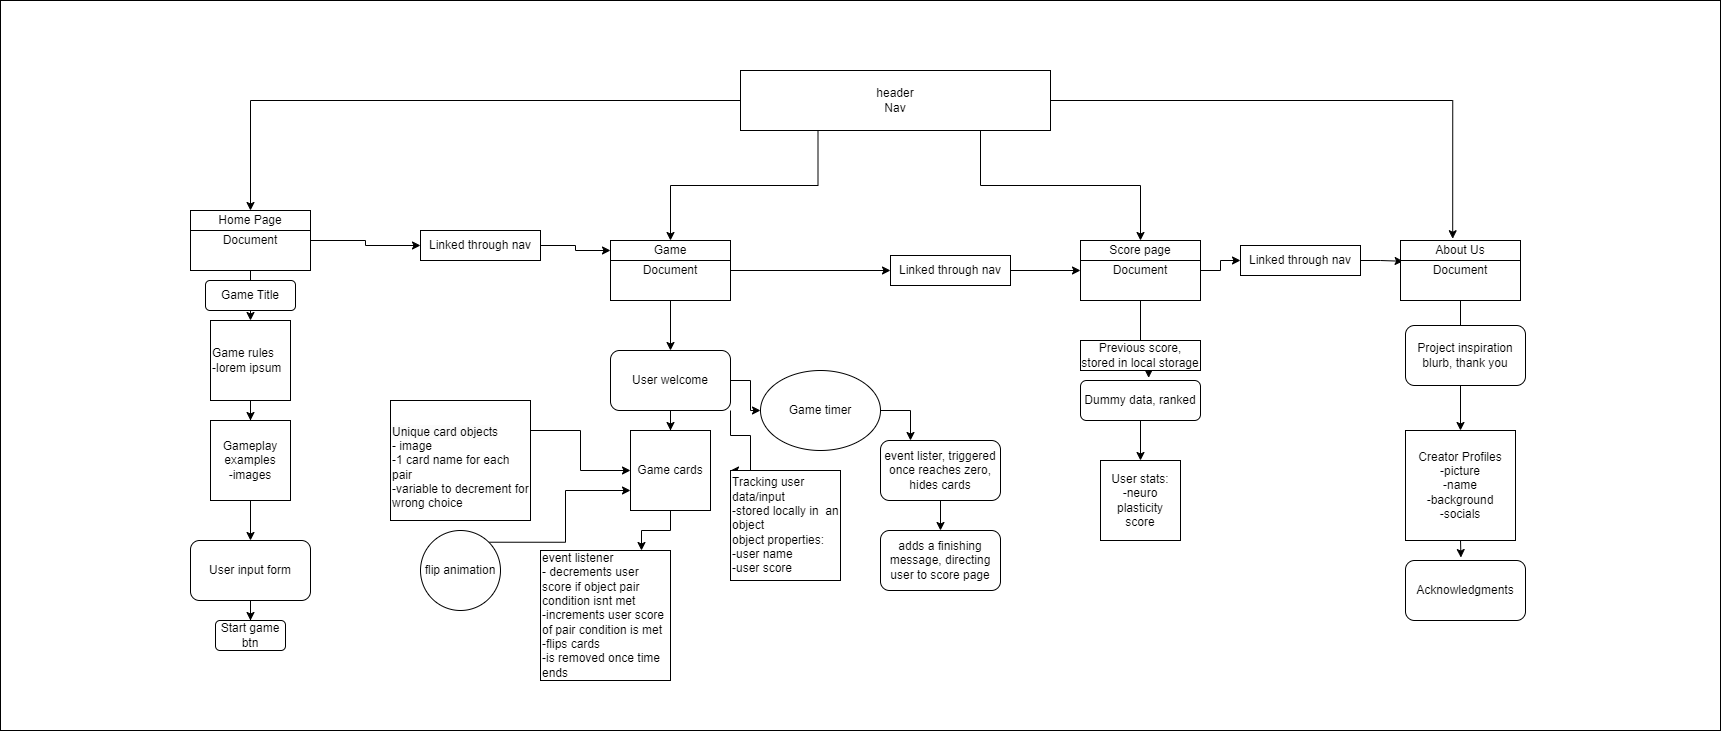 header
Nav
Home Page
Document
Linked through nav
Game
Document
Linked through nav
Score page
Document
Linked through nav
About Us
Document
Game Title
Game rules
-lorem ipsum
Gameplay
examples
-images
User input form
Start game
btn
User welcome
Game timer
Unique card objects
- image
-1 card name for each
pair
-variable to decrement for
wrong choice
Game cards
flip animation
event listener
- decrements user
score if object pair
condition isnt met
-increments user score
of pair condition is met
-flips cards
-is removed once time
ends
Tracking user
data/input
-stored locally in  an
object
object properties:
-user name
-user score
event lister, triggered
once reaches zero,
hides cards
adds a finishing
message, directing
user to score page
Previous score,
stored in local storage
Dummy data, ranked
User stats:
-neuro
plasticity
score
Project inspiration
blurb, thank you
Creator Profiles
-picture
-name
-background
-socials
Acknowledgments